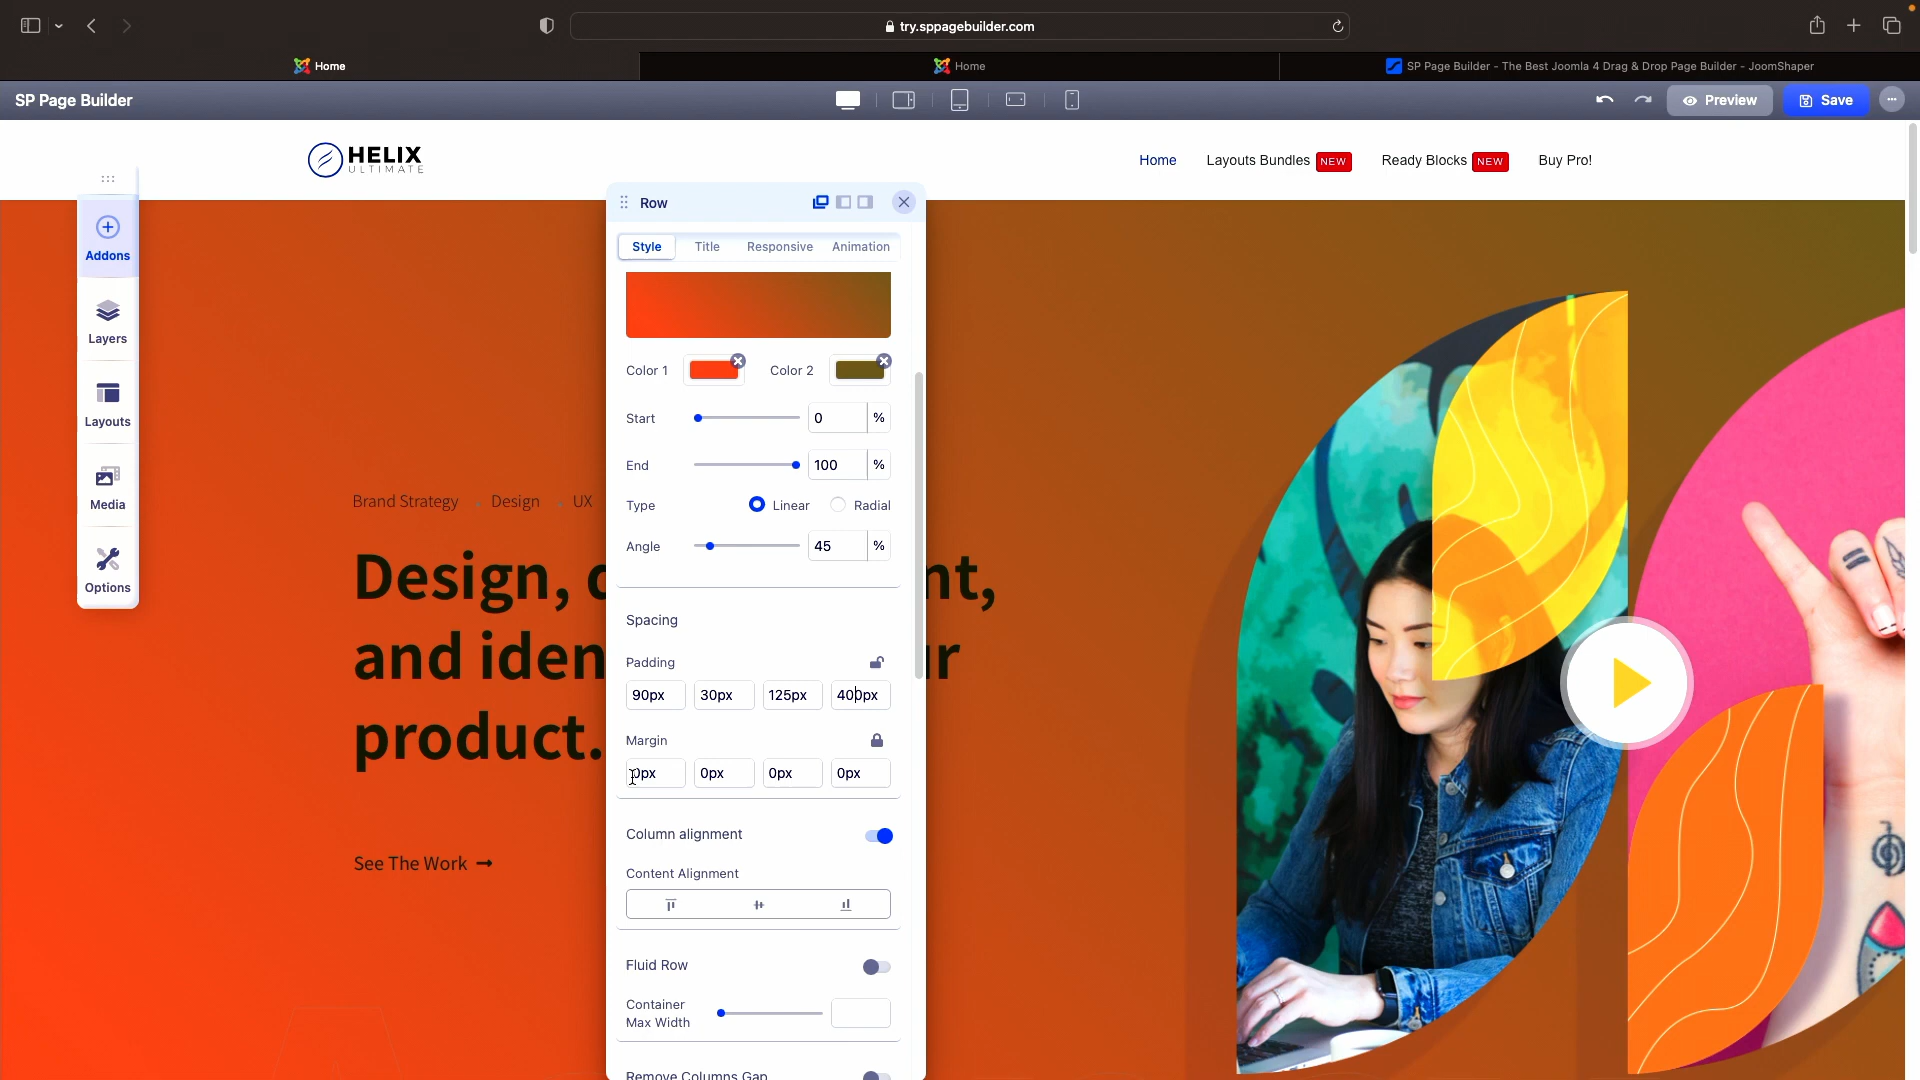 try.sppagebuilder.com
Home
Home
SP Page Builder - The Best Joomla 4 Drag & Drop Page Builder - JoomShaper
SP Page Builder
Preview
Save
HELIX
ULTIMATE
Home
Layouts Bundles NEW
Ready Blocks NEW
Buy Pro!
Addons
Layers
Layouts
Media
Options
Row
Style
Title
Responsive
Animation
Color 1
Color 2
Start
0
%
End
100
%
Type
Linear
Radial
Angle
45
%
Spacing
Padding
90px
30px
125px
400px
Margin
0px
0px
0px
0px
Column alignment
Content Alignment
Fluid Row
Container
Max Width
Remove Columns Gap
Brand Strategy
Design
UX
Design, nt,
and iden r
product.
See The Work →